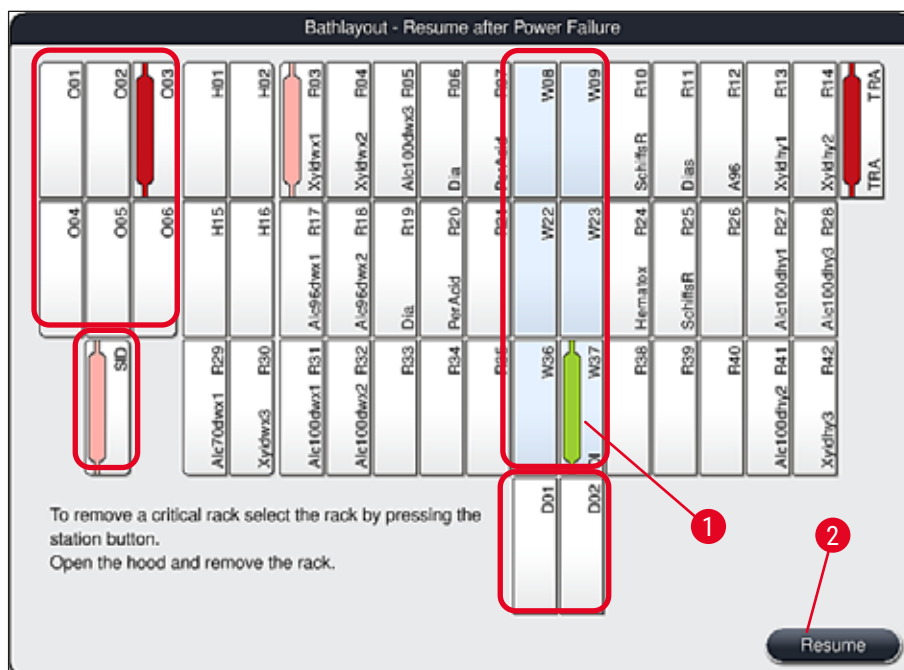 Bathlayout - Resume after Power Failure
O01
O02
O03
H01
H02
Xyldwx1 R03
Xyldwx2 R04
Alc100dwx3 R05
Dia R06
PerAcid R07
W08
W09
SchiffsR R10
Dias R11
A96 R12
Xyldhy1 R13
Xyldhy2 R14
TRA TRA
O04
O05
O06
H15
H16
Alc96dwx1 R17
Alc96dwx2 R18
Dia R19
PerAcid R20
R21
W22
W23
Hematox R24
SchiffsR R25
R26
Alc100dhy1 R27
Alc100dhy3 R28
SID
Alc70dwx1 R29
Xyldwx3 R30
Alc100dwx1 R31
Alc100dwx2 R32
R33
R34
R35
W36
DI W37
R38
R39
R40
Alc100dhy2 R41
Xyldhy3 R42
D01
D02
1
To remove a critical rack select the rack by pressing the
station button.
Open the hood and remove the rack.
2
Resume